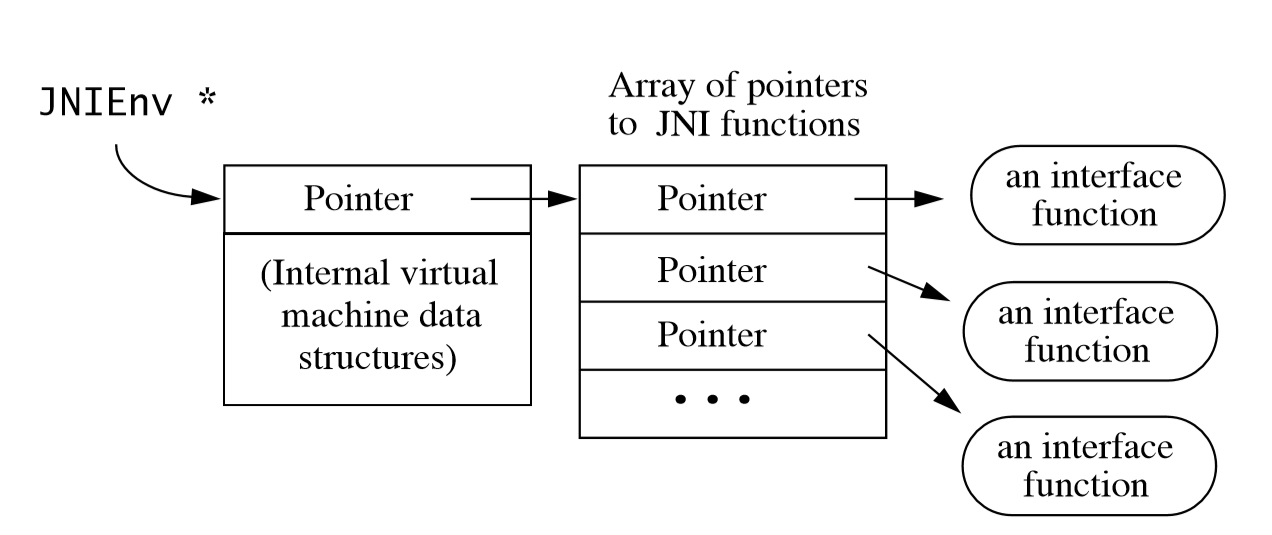 JNIEnv *
Array of pointers
to JNI functions
Pointer
(Internal virtual
machine data
structures)
Pointer
Pointer
Pointer
• • •
an interface
function
an interface
function
an interface
function